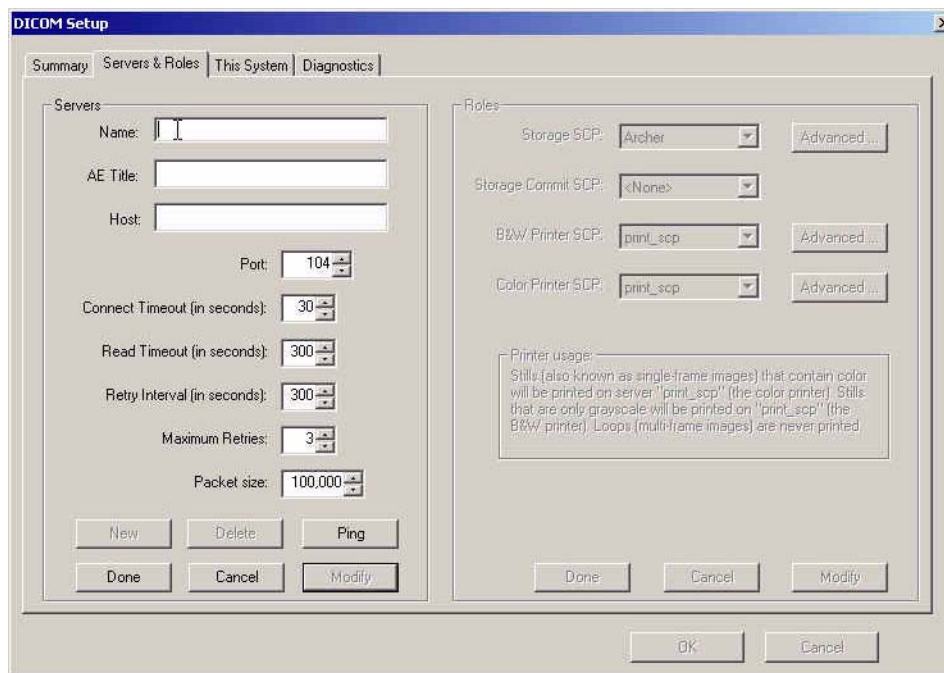 DICOM Setup
Summary
Servers & Roles
This System
Diagnostics
Servers
Name:
AE Title:
Host:
Port: 104
Connect Timeout (in seconds): 30
Read Timeout (in seconds): 300
Retry Interval (in seconds): 300
Maximum Retries: 3
Packet size: 100,000
New
Delete
Ping
Done
Cancel
Modify
Roles
Storage SCP: Archer Advanced ...
Storage Commit SCP: <None>
B&W Printer SCP: print_scp Advanced ...
Color Printer SCP: print_scp Advanced ...
Printer usage:
Stills (also known as single-frame images) that contain color
will be printed on server "print_scp" (the color printer). Stills
that are only grayscale will be printed on "print_scp" (the
B&W printer). Loops (multi-frame images) are never printed.
Done
Cancel
Modify
OK
Cancel